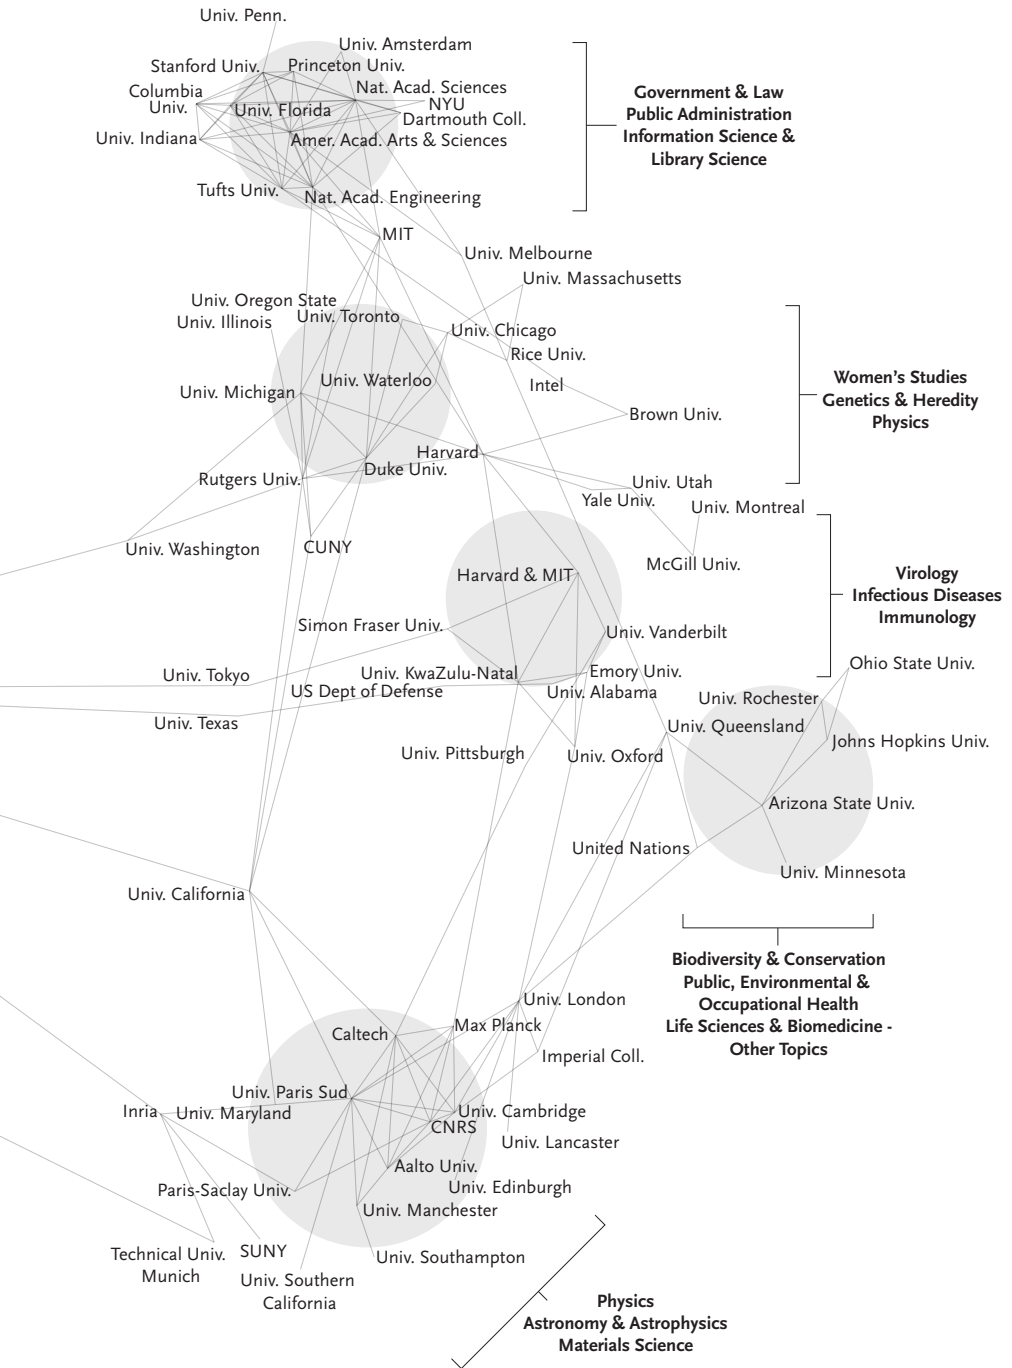 Univ. Penn.
Univ. Amsterdam
Stanford Univ.
Princeton Univ.
Columbia
Univ.
Nat. Acad. Sciences
NYU
Univ. Florida
Dartmouth Coll.
Univ. Indiana
Amer. Acad. Arts & Sciences
Tufts Univ.
Nat. Acad. Engineering
Government & Law
Public Administration
Information Science &
Library Science
MIT
Univ. Melbourne
Univ. Massachusetts
Univ. Oregon State
Univ. Illinois
Univ. Toronto
Univ. Chicago
Rice Univ.
Univ. Waterloo
Intel
Univ. Michigan
Brown Univ.
Women’s Studies
Genetics & Heredity
Physics
Harvard
Duke Univ.
Rutgers Univ.
Univ. Utah
Yale Univ.
Univ. Montreal
Univ. Washington
CUNY
McGill Univ.
Harvard & MIT
Virology
Infectious Diseases
Immunology
Simon Fraser Univ.
Univ. Vanderbilt
Univ. Tokyo
Univ. KwaZulu-Natal
Emory Univ.
US Dept of Defense
Univ. Alabama
Ohio State Univ.
Univ. Rochester
Univ. Texas
Univ. Queensland
Johns Hopkins Univ.
Univ. Pittsburgh
Univ. Oxford
Arizona State Univ.
United Nations
Univ. Minnesota
Univ. California
Biodiversity & Conservation
Public, Environmental &
Occupational Health
Life Sciences & Biomedicine -
Other Topics
Univ. London
Max Planck
Caltech
Imperial Coll.
Univ. Paris Sud
Inria
Univ. Maryland
Univ. Cambridge
CNRS
Univ. Lancaster
Aalto Univ.
Paris-Saclay Univ.
Univ. Edinburgh
Univ. Manchester
Technical Univ.
Munich
SUNY
Univ. Southampton
Univ. Southern
California
Physics
Astronomy & Astrophysics
Materials Science